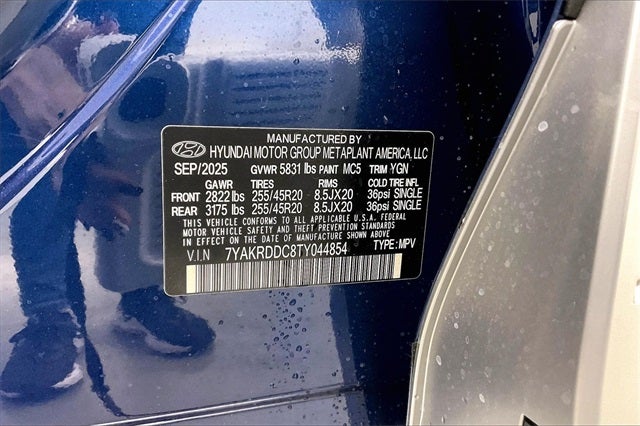 MANUFACTURED BY
HYUNDAI MOTOR GROUP METAPLANT AMERICA, LLC
SEP/2025 GVWR 5831 lbs PAINT MC5 TRIM YGN
GAWR TIRES RIMS COLD TIRE INFL
FRONT 2822 lbs 255/45R20 8.5JX20 36psi SINGLE
REAR 3175 lbs 255/45R20 8.5JX20 36psi SINGLE
THIS VEHICLE CONFORMS TO ALL APPLICABLE U.S.A. FEDERAL
MOTOR VEHICLE SAFETY AND THEFT PREVENTION STANDARDS
IN EFFECT ON THE DATE OF MANUFACTURE SHOWN ABOVE.
V.I.N 7YAKRDDC8TY044854 TYPE: MPV